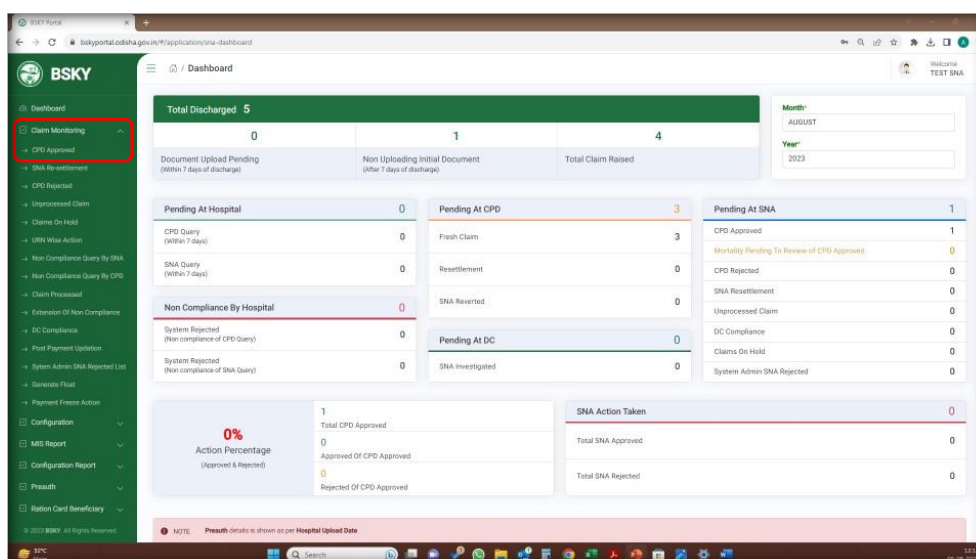 BSKY Portal
bskyportal.odisha.gov.in/#/application/sna-dashboard
BSKY
Dashboard
Welcome
TEST SNA
Dashboard
Claim Monitoring
CPD Approved
SNA Re-settlement
CPD Rejected
Unprocessed Claim
Claims On Hold
URN Wise Action
Non Compliance Query By SNA
Non Compliance Query By CPD
Claim Processed
Extension Of Non Compliance
DC Compliance
Post Payment Updation
Sytem Admin SNA Rejected List
Generate Float
Payment Freeze Action
Configuration
MIS Report
Configuration Report
Preauth
Ration Card Beneficiary
© 2022 BSKY. All Rights Reserved
Total Discharged 5
0
Document Upload Pending
(Within 7 days of discharge)
1
Non Uploading Initial Document
(After 7 days of discharge)
4
Total Claim Raised
Month*
AUGUST
Year*
2023
Pending At Hospital 0
CPD Query 0
(Within 7 days)
SNA Query 0
(Within 7 days)
Non Compliance By Hospital 0
System Rejected 0
(Non compliance of CPD Query)
System Rejected 0
(Non compliance of SNA Query)
Pending At CPD 3
Fresh Claim 3
Resettlement 0
SNA Reverted 0
Pending At DC 0
SNA Investigated 0
Pending At SNA 1
CPD Approved 1
Mortality Pending To Review of CPD Approved 0
CPD Rejected 0
SNA Resettlement 0
Unprocessed Claim 0
DC Compliance 0
Claims On Hold 0
System Admin SNA Rejected 0
0%
Action Percentage
(Approved & Rejected)
1
Total CPD Approved
0
Approved Of CPD Approved
0
Rejected Of CPD Approved
SNA Action Taken 0
Total SNA Approved 0
Total SNA Rejected 0
NOTE Preauth details is shown as per Hospital Upload Date
32°C
Search